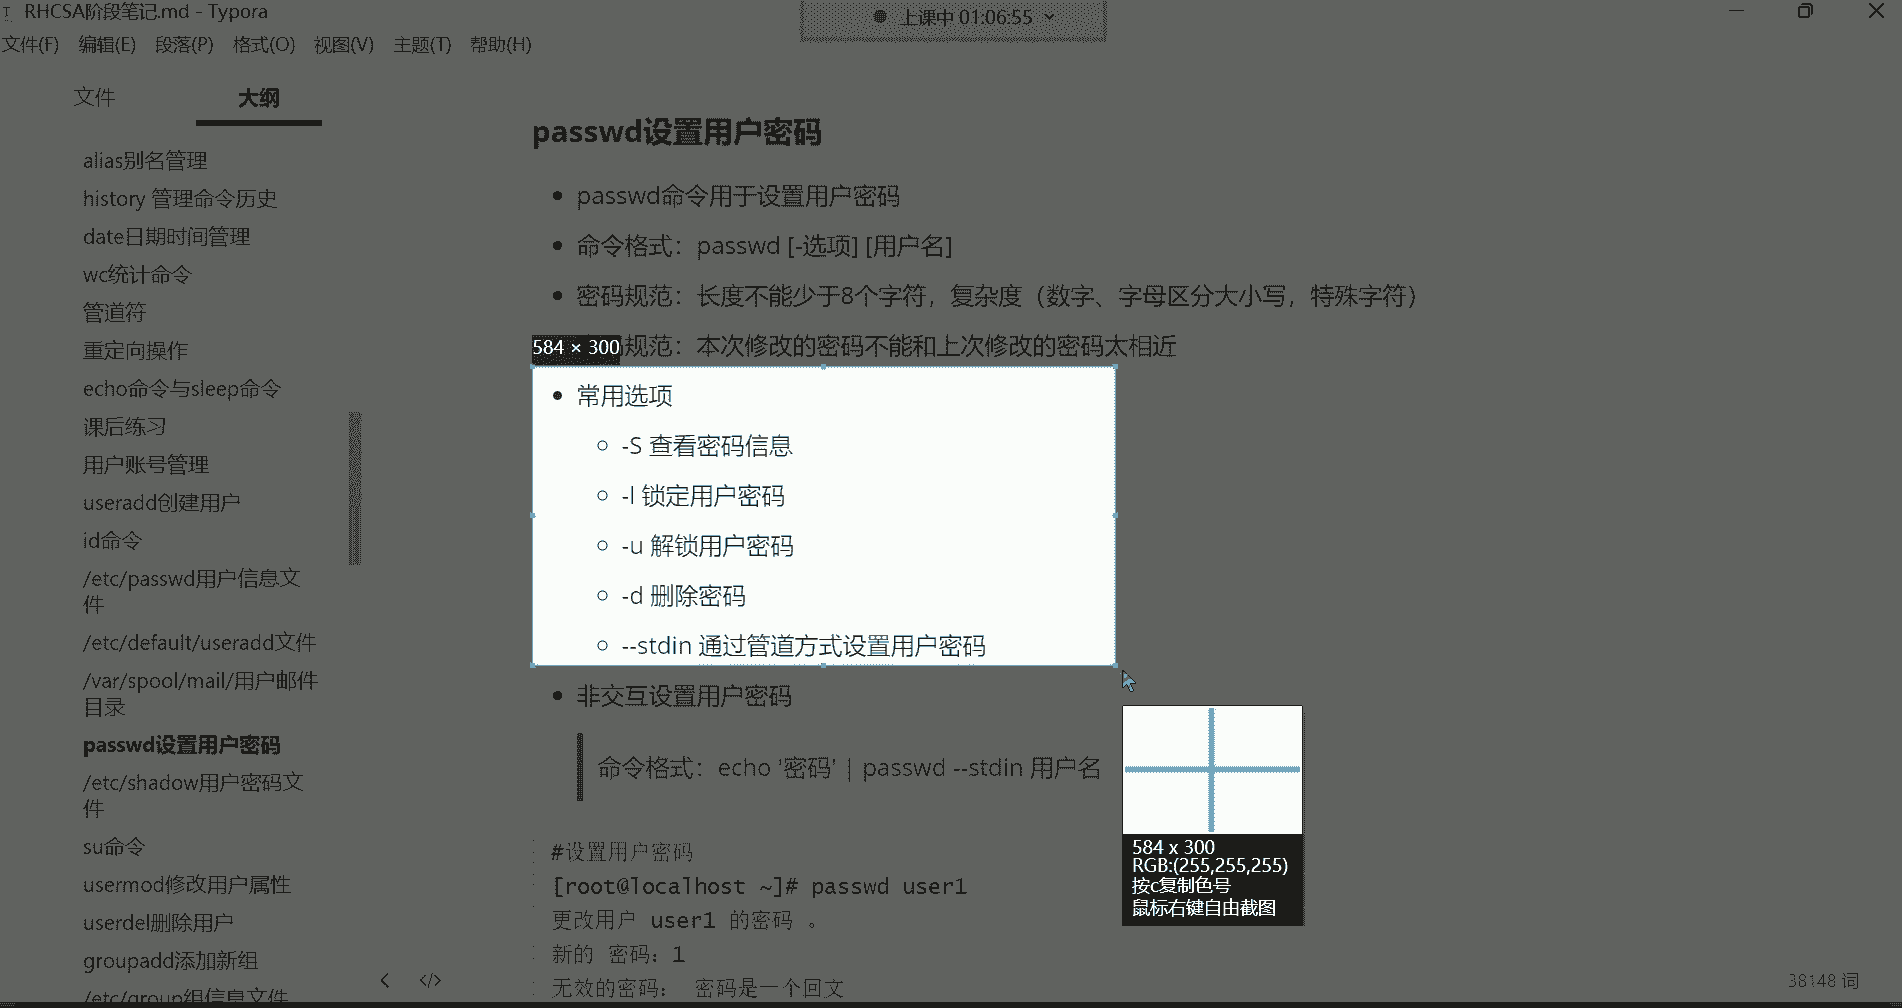 RHCSA阶段笔记.md - Typora
上课中 01:06:55
文件(F) 编辑(E) 段落(P) 格式(O) 视图(V) 主题(T) 帮助(H)
文件 大纲
alias别名管理
history 管理命令历史
date日期时间管理
wc统计命令
管道符
重定向操作
echo命令与sleep命令
课后练习
用户账号管理
useradd创建用户
id命令
/etc/passwd用户信息文
件
/etc/default/useradd文件
/var/spool/mail/用户邮件
目录
passwd设置用户密码
/etc/shadow用户密码文
件
su命令
usermod修改用户属性
userdel删除用户
groupadd添加新组
/etc/group组信息文件
passwd设置用户密码
passwd命令用于设置用户密码
命令格式：passwd [-选项] [用户名]
密码规范：长度不能少于8个字符，复杂度（数字、字母区分大小写，特殊字符）
584 × 300
规范：本次修改的密码不能和上次修改的密码太相近
常用选项
-S 查看密码信息
-l 锁定用户密码
-u 解锁用户密码
-d 删除密码
--stdin 通过管道方式设置用户密码
非交互设置用户密码
命令格式：echo ‘密码’ | passwd --stdin 用户名
#设置用户密码
[root@localhost ~]# passwd user1
更改用户 user1 的密码 。
新的 密码：1
无效的密码： 密码是一个回文
584 x 300
RGB:(255,255,255)
按c复制色号
鼠标右键自由截图
38148 词